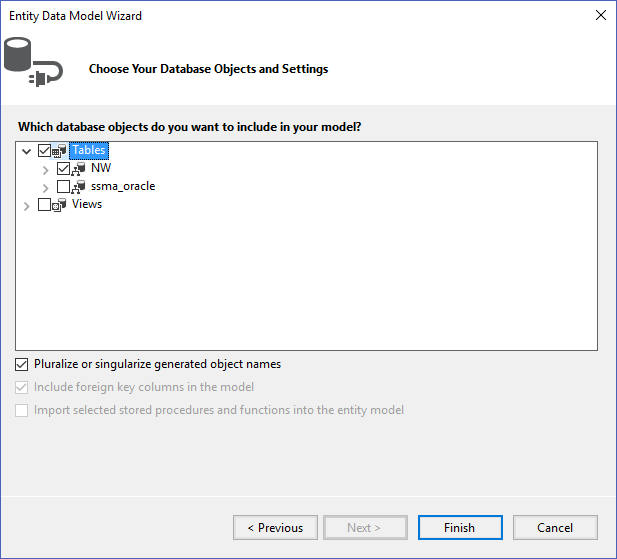 Entity Data Model Wizard
Choose Your Database Objects and Settings
Which database objects do you want to include in your model?
Tables
NW
ssma_oracle
Views
Pluralize or singularize generated object names
Include foreign key columns in the model
Import selected stored procedures and functions into the entity model
< Previous
Next >
Finish
Cancel